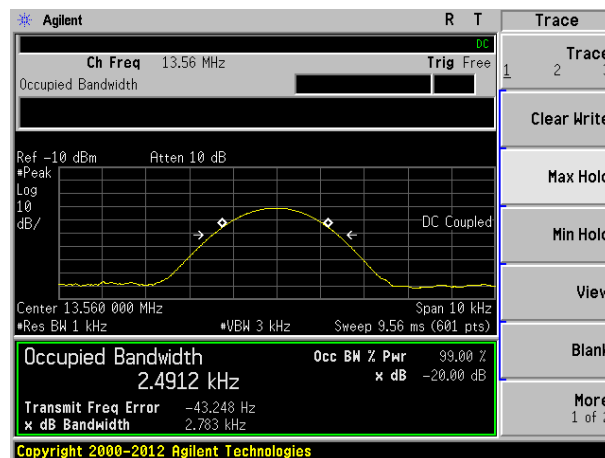 Agilent R T Trace
DC
Ch Freq 13.56 MHz Trig Free
Occupied Bandwidth
Trace
1 2
Clear Write
Max Hold
Min Hold
View
Blank
More
1 of
Ref -10 dBm Atten 10 dB
#Peak
Log
10
dB/
DC Coupled
Center 13.560 000 MHz Span 10 kHz
#Res BW 1 kHz #VBW 3 kHz Sweep 9.56 ms (601 pts)
Occupied Bandwidth Occ BW % Pwr 99.00 %
2.4912 kHz x dB -20.00 dB
Transmit Freq Error -43.248 Hz
x dB Bandwidth 2.783 kHz
Copyright 2000-2012 Agilent Technologies